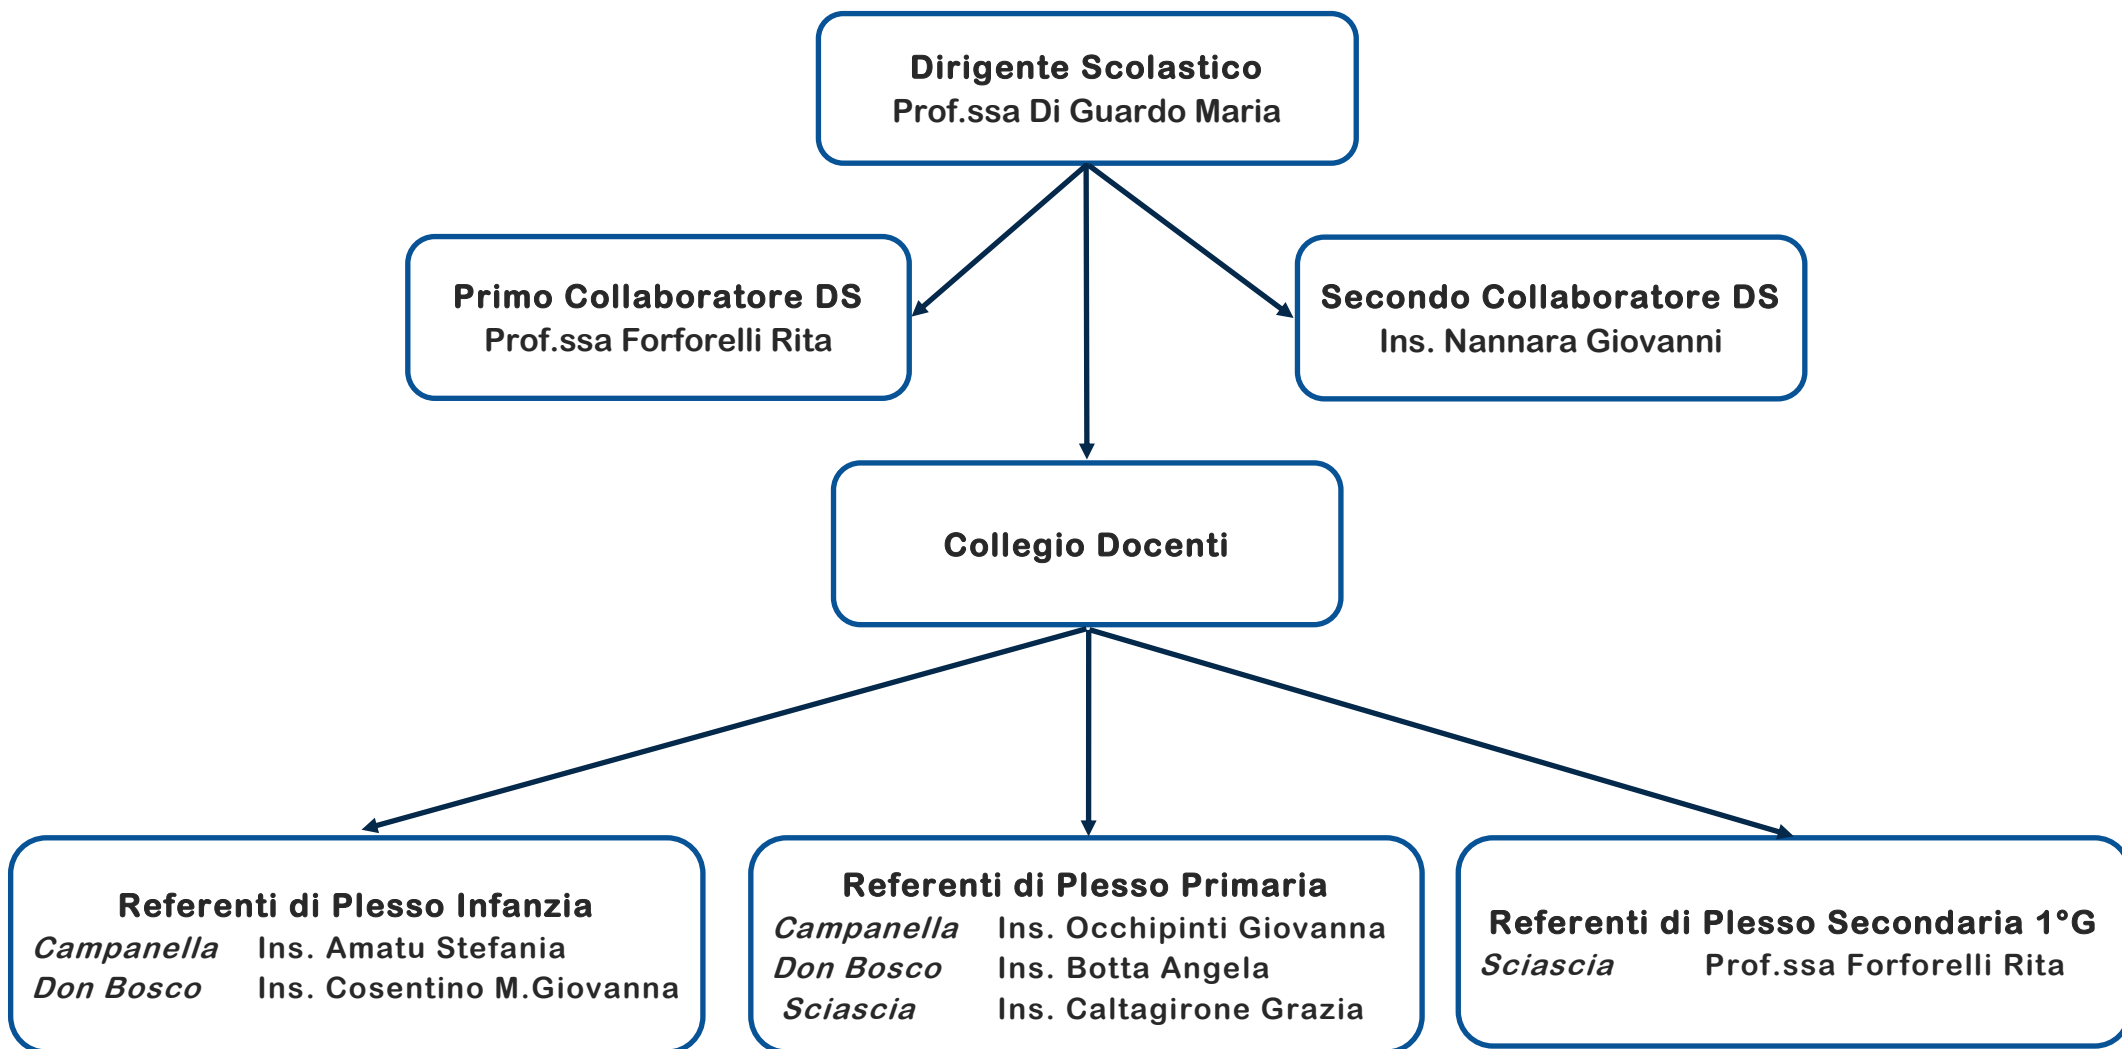 Dirigente Scolastico
Prof.ssa Di Guardo Maria
Primo Collaboratore DS
Prof.ssa Forforelli Rita
Secondo Collaboratore DS
Ins. Nannara Giovanni
Collegio Docenti
Referenti di Plesso Infanzia
Campanella Ins. Amatu Stefania
Don Bosco Ins. Cosentino M.Giovanna
Referenti di Plesso Primaria
Campanella Ins. Occhipinti Giovanna
Don Bosco Ins. Botta Angela
Sciascia Ins. Caltagirone Grazia
Referenti di Plesso Secondaria 1°G
Sciascia Prof.ssa Forforelli Rita